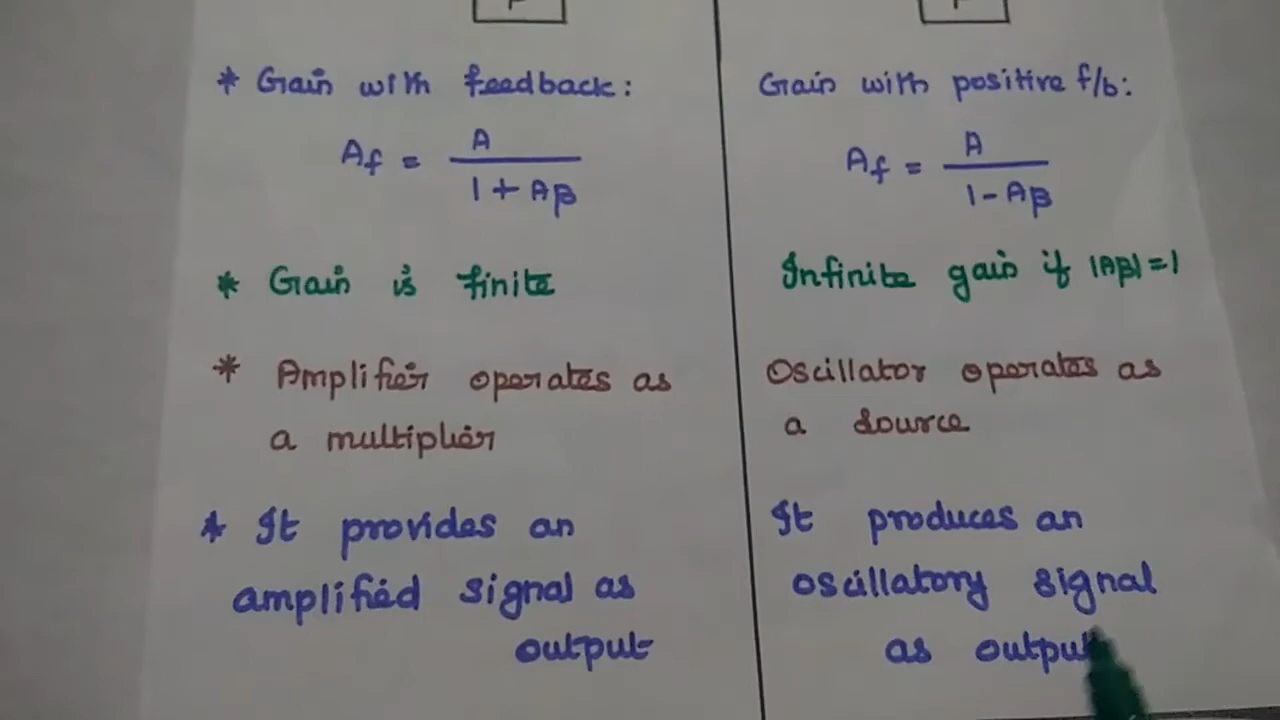 * Gain with feedback:
Af = A
1 + Aβ
* Gain is finite
* Amplifier operates as
a multiplier
* It provides an
amplified signal as
output
Gain with positive f/b:
Af = A
1 - Aβ
Infinite gain if |Aβ| = 1
Oscillator operates as
a source
It produces an
oscillatory signal
as output